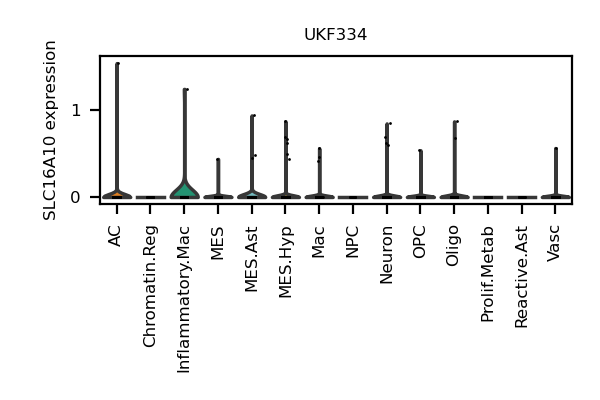 UKF334
SLC16A10 expression
1
0
AC
Chromatin.Reg
Inflammatory.Mac
MES
MES.Ast
MES.Hyp
Mac
NPC
Neuron
OPC
Oligo
Prolif.Metab
Reactive.Ast
Vasc